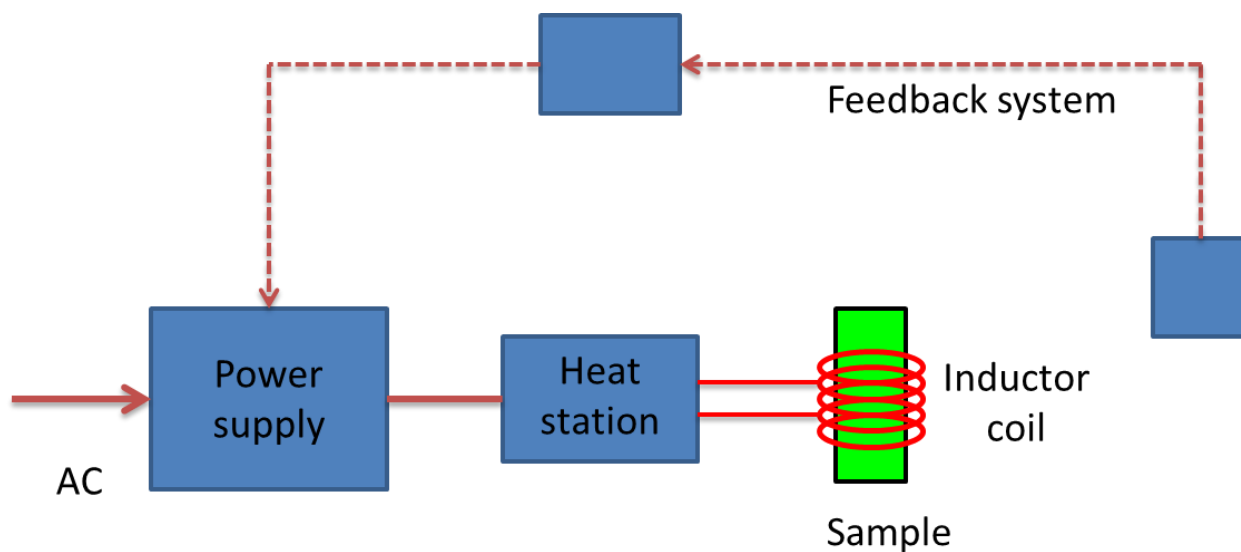 Feedback system
Power
supply
Heat
station
Inductor
coil
AC
Sample